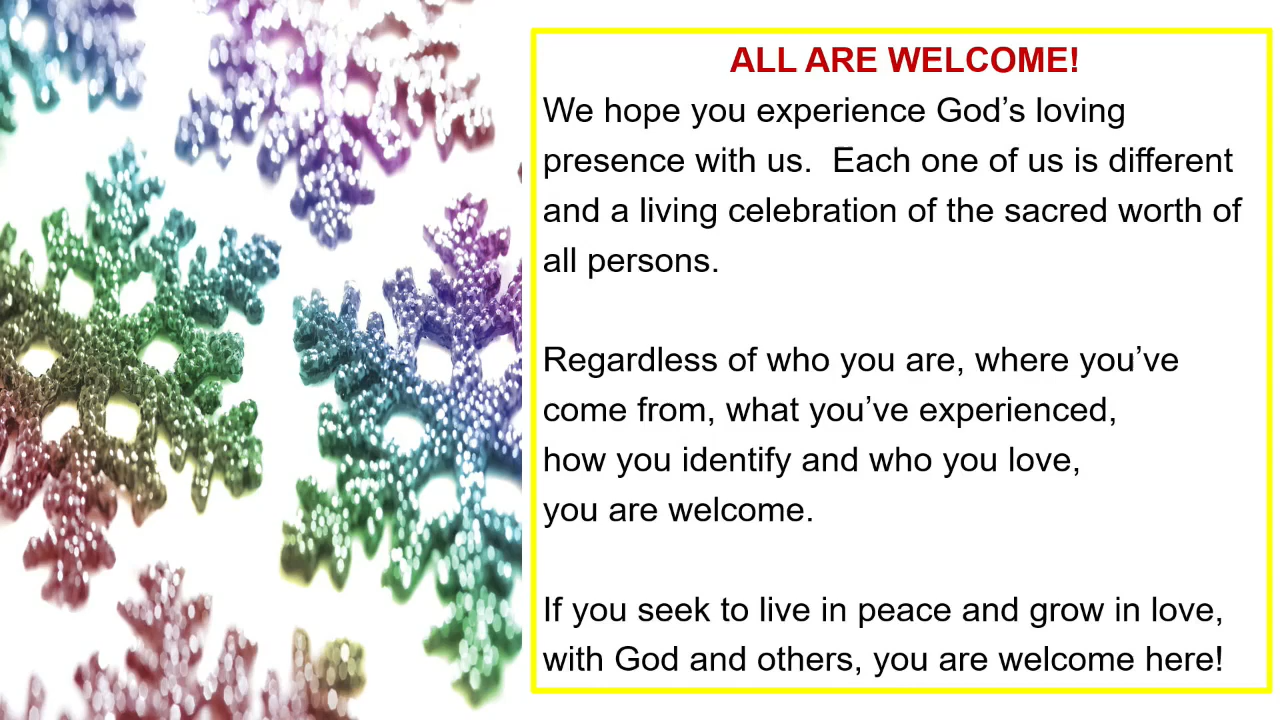 ALL ARE WELCOME!
We hope you experience God’s loving
presence with us.  Each one of us is different
and a living celebration of the sacred worth of
all persons.
Regardless of who you are, where you’ve
come from, what you’ve experienced,
how you identify and who you love,
you are welcome.
If you seek to live in peace and grow in love,
with God and others, you are welcome here!